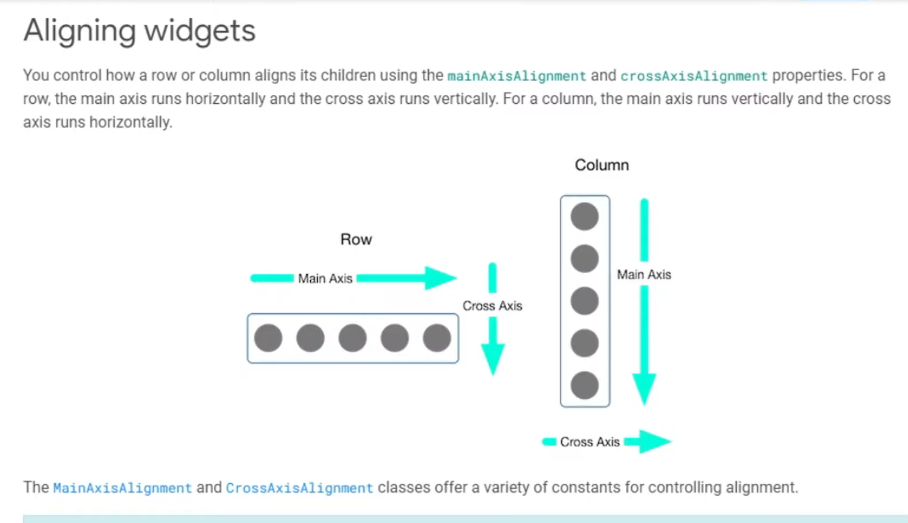 Aligning widgets
You control how a row or column aligns its children using the mainAxisAlignment and crossAxisAlignment properties. For a
row, the main axis runs horizontally and the cross axis runs vertically. For a column, the main axis runs vertically and the cross
axis runs horizontally.
Column
Row
Main Axis
Main Axis
Cross Axis
Cross Axis
The MainAxisAlignment and CrossAxisAlignment classes offer a variety of constants for controlling alignment.